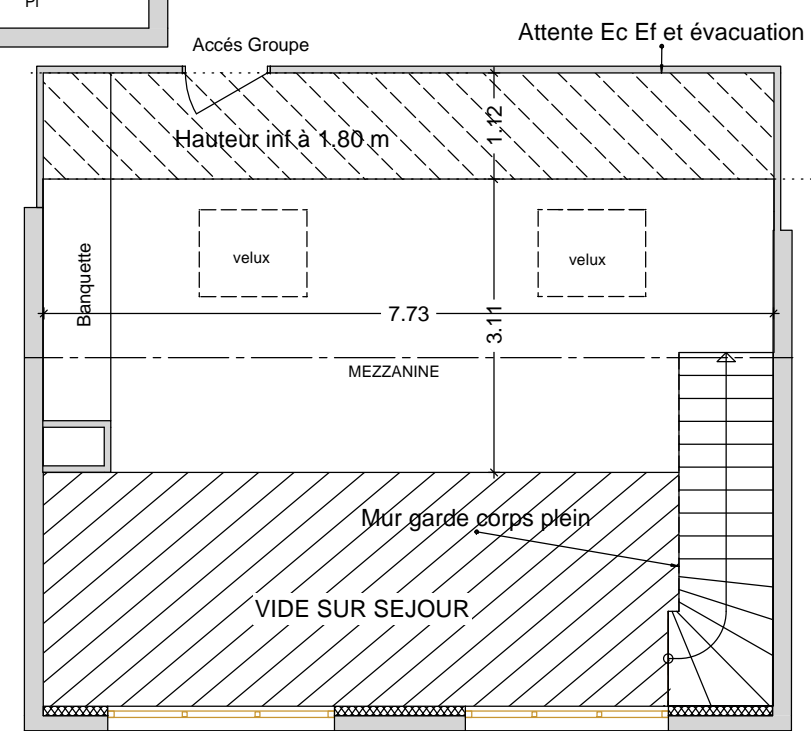 Pl
Attente Ec Ef et évacuation
Accés Groupe
Hauteur inf à 1.80 m
1.12
velux
velux
Banquette
7.73
3.11
MEZZANINE
Mur garde corps plein
VIDE SUR SEJOUR